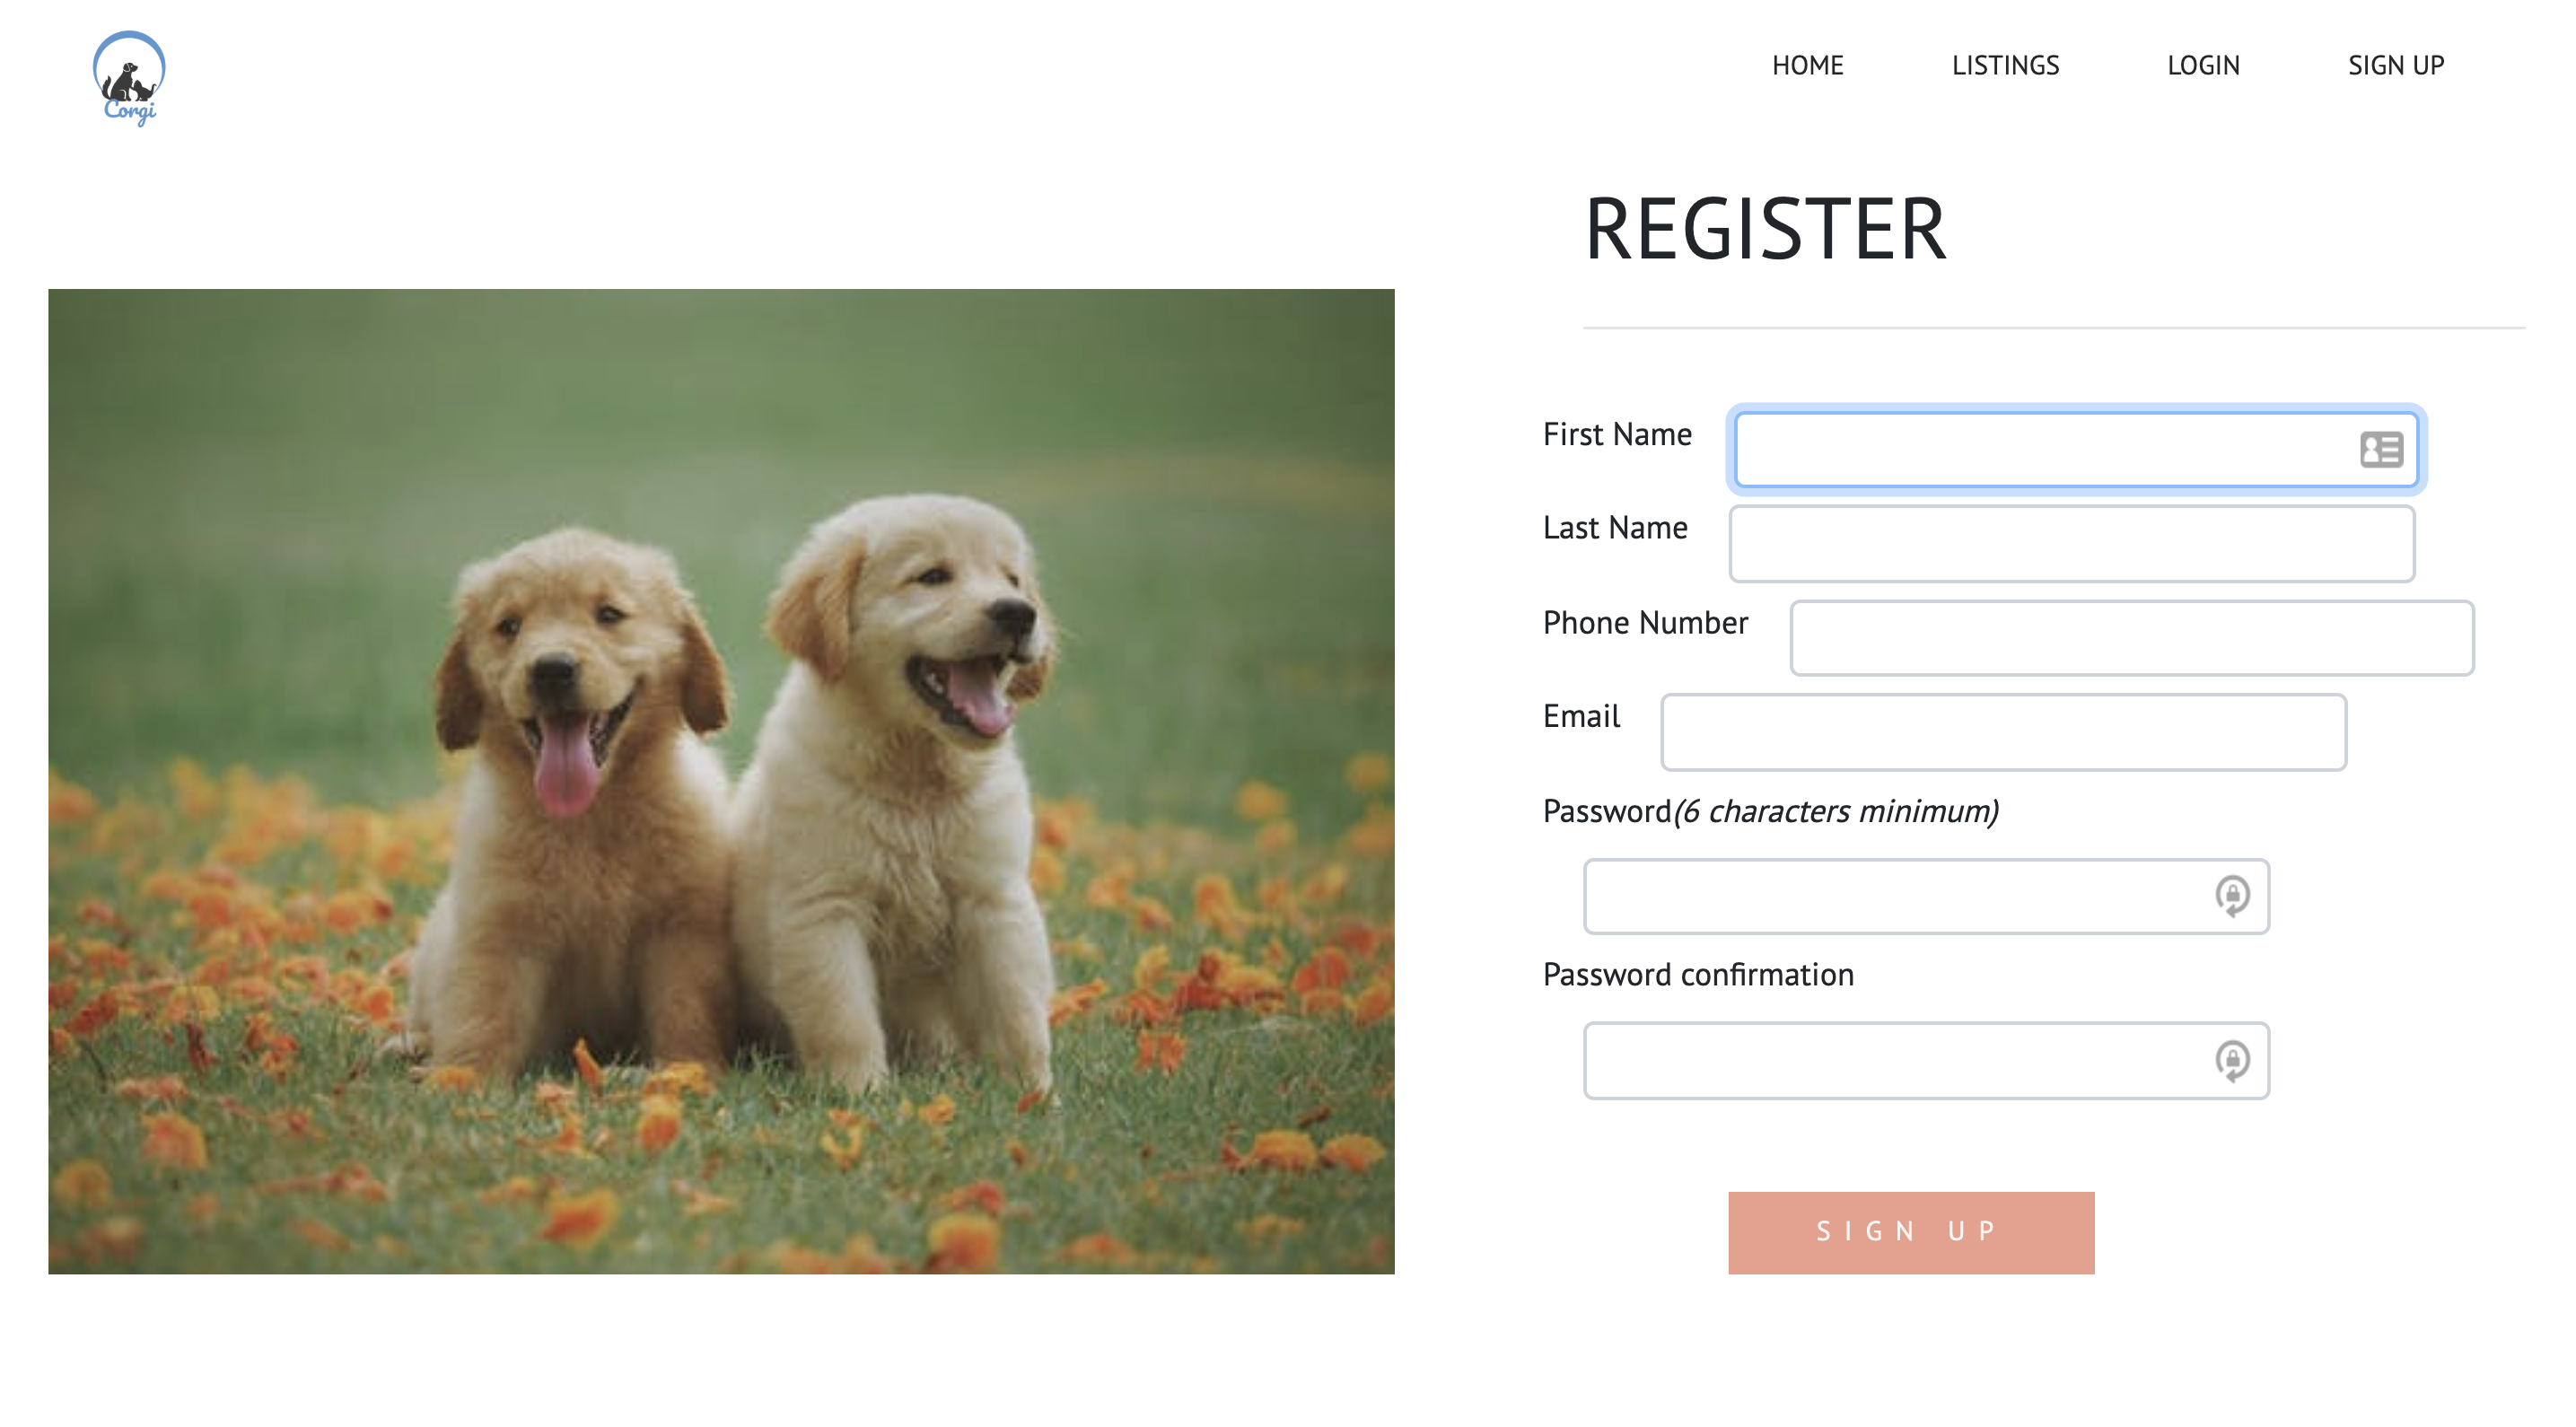 Corgi
HOME LISTINGS LOGIN SIGN UP
REGISTER
First Name
Last Name
Phone Number
Email
Password(6 characters minimum)
Password confirmation
SIGN UP